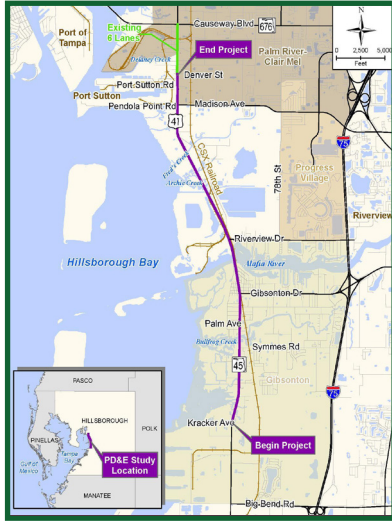 Port of
Tampa
Existing
6 Lanes
Causeway Blvd
676
N
0 2,500 5,000
Feet
Delaney Creek
End Project
Palm River-
Clair Mel
Denver St
Port Sutton Rd
Port Sutton
Pendola Point Rd
Madison Ave
41
75
CSX Railroad
78th St
Archie Creek
Progress
Village
Riverview
Riverview Dr
Hillsborough Bay
Alafia River
Gibsonton Dr
Palm Ave
Bullfrog Creek
Symmes Rd
45
Gibsonton
75
Kracker Ave
Begin Project
Big Bend Rd
PASCO
HILLSBOROUGH
POLK
PINELLAS
Tampa
Bay
Gulf of
Mexico
PD&E Study
Location
MANATEE